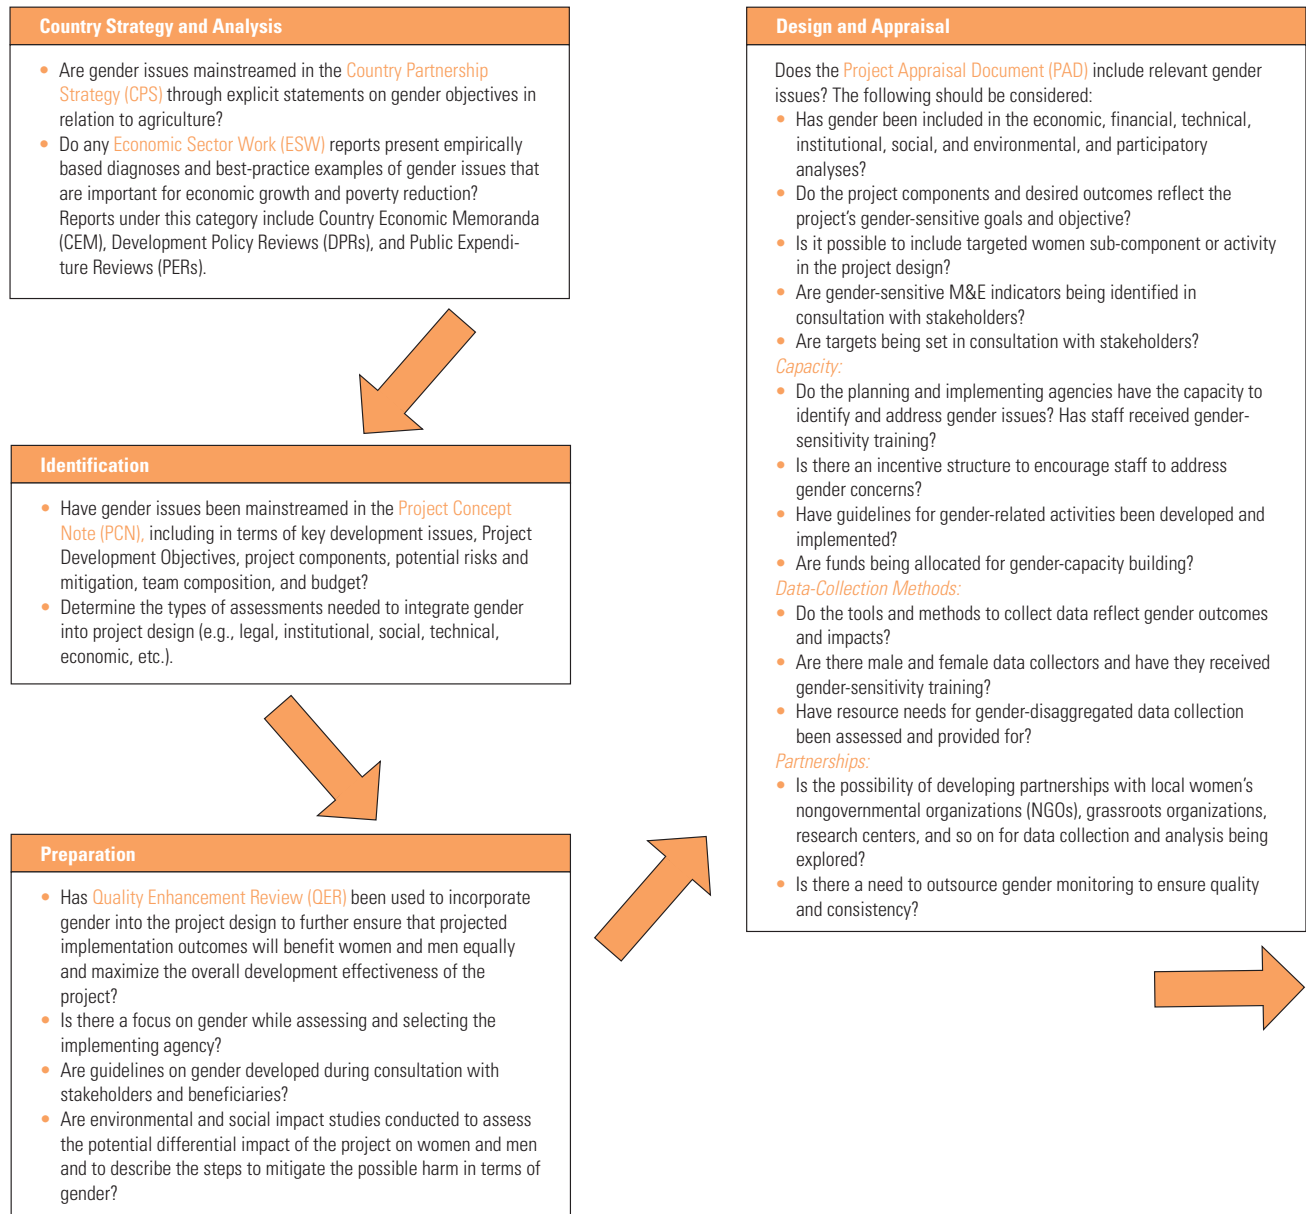 Country Strategy and Analysis
• Are gender issues mainstreamed in the Country Partnership
Strategy (CPS) through explicit statements on gender objectives in
relation to agriculture?
• Do any Economic Sector Work (ESW) reports present empirically
based diagnoses and best-practice examples of gender issues that
are important for economic growth and poverty reduction?
Reports under this category include Country Economic Memoranda
(CEM), Development Policy Reviews (DPRs), and Public Expendi-
ture Reviews (PERs).
Identification
• Have gender issues been mainstreamed in the Project Concept
Note (PCN), including in terms of key development issues, Project
Development Objectives, project components, potential risks and
mitigation, team composition, and budget?
• Determine the types of assessments needed to integrate gender
into project design (e.g., legal, institutional, social, technical,
economic, etc.).
Preparation
• Has Quality Enhancement Review (QER) been used to incorporate
gender into the project design to further ensure that projected
implementation outcomes will benefit women and men equally
and maximize the overall development effectiveness of the
project?
• Is there a focus on gender while assessing and selecting the
implementing agency?
• Are guidelines on gender developed during consultation with
stakeholders and beneficiaries?
• Are environmental and social impact studies conducted to assess
the potential differential impact of the project on women and men
and to describe the steps to mitigate the possible harm in terms of
gender?
Design and Appraisal
Does the Project Appraisal Document (PAD) include relevant gender
issues? The following should be considered:
• Has gender been included in the economic, financial, technical,
institutional, social, and environmental, and participatory
analyses?
• Do the project components and desired outcomes reflect the
project's gender-sensitive goals and objective?
• Is it possible to include targeted women sub-component or activity
in the project design?
• Are gender-sensitive M&E indicators being identified in
consultation with stakeholders?
• Are targets being set in consultation with stakeholders?
Capacity:
• Do the planning and implementing agencies have the capacity to
identify and address gender issues? Has staff received gender-
sensitivity training?
• Is there an incentive structure to encourage staff to address
gender concerns?
• Have guidelines for gender-related activities been developed and
implemented?
• Are funds being allocated for gender-capacity building?
Data-Collection Methods:
• Do the tools and methods to collect data reflect gender outcomes
and impacts?
• Are there male and female data collectors and have they received
gender-sensitivity training?
• Have resource needs for gender-disaggregated data collection
been assessed and provided for?
Partnerships:
• Is the possibility of developing partnerships with local women's
nongovernmental organizations (NGOs), grassroots organizations,
research centers, and so on for data collection and analysis being
explored?
• Is there a need to outsource gender monitoring to ensure quality
and consistency?